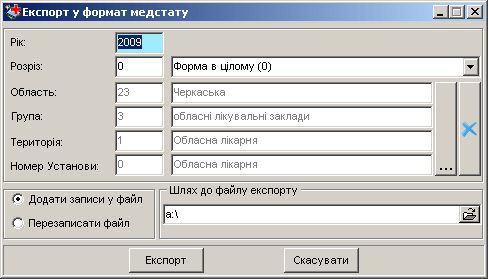 Експорт у формат медстату
Рік: 2009
Розріз: 0 Форма в цілому (0)
Область: 23 Черкаська
Група: 3 обласні лікувальні заклади
Територія: 1 Обласна лікарня
Номер Установи: 0 Обласна лікарня
...
Додати записи у файл
Перезаписати файл
Шлях до файлу експорту
a:\
Експорт Скасувати